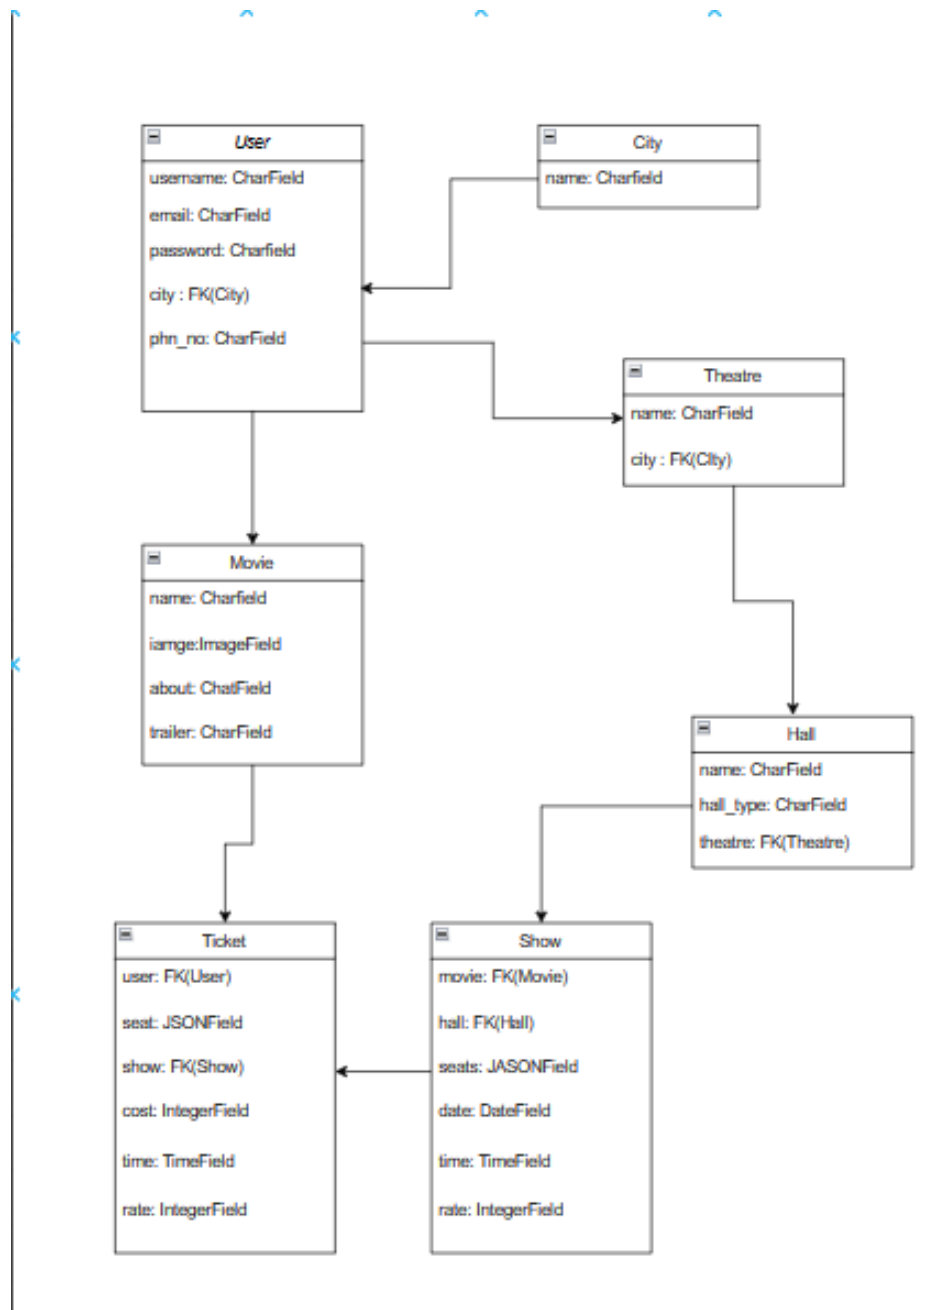 User
username: CharField
email: CharField
password: Charfield
city : FK(City)
phn_no: CharField
City
name: Charfield
Theatre
name: CharField
city : FK(CIty)
Movie
name: Charfield
iamge:ImageField
about: ChatField
trailer: CharField
Hall
name: CharField
hall_type: CharField
theatre: FK(Theatre)
Ticket
user: FK(User)
seat: JSONField
show: FK(Show)
cost: IntegerField
time: TimeField
rate: IntegerField
Show
movie: FK(Movie)
hall: FK(Hall)
seats: JASONField
date: DateField
time: TimeField
rate: IntegerField